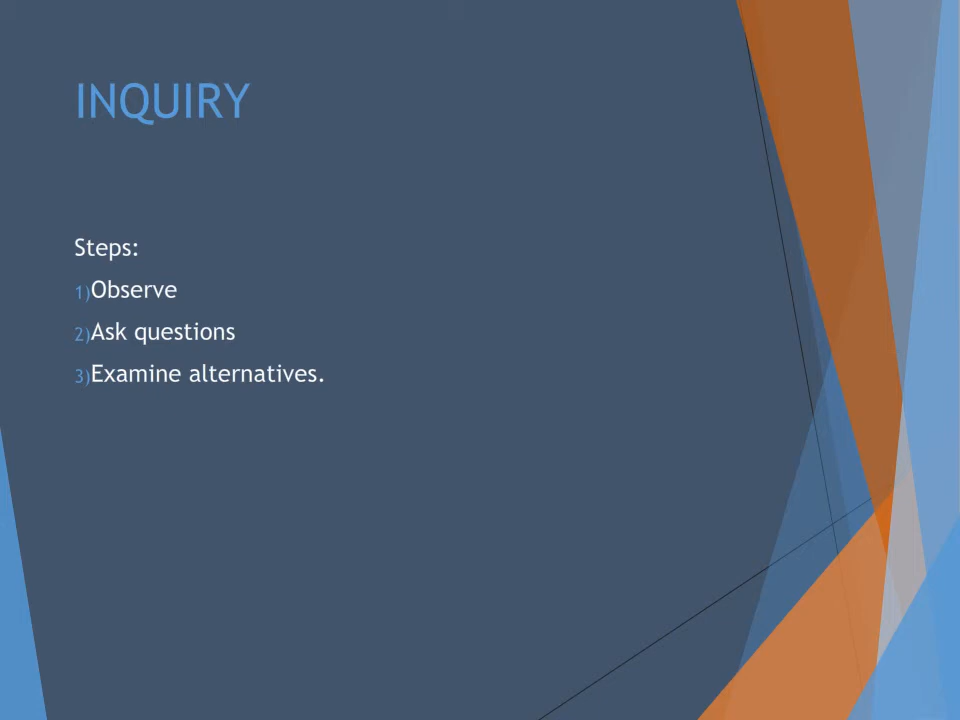 INQUIRY
Steps:
1)Observe
2)Ask questions
3)Examine alternatives.